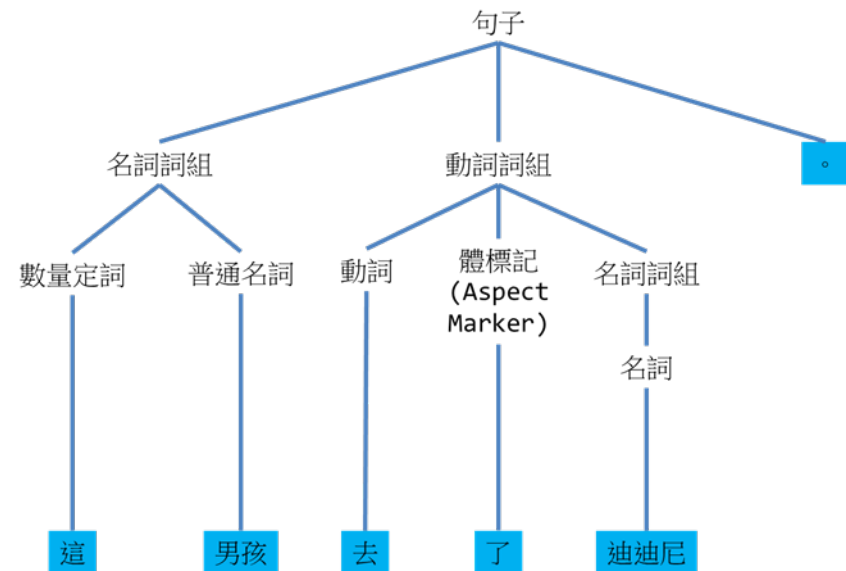 句子
名詞詞組
動詞詞組
。
數量定詞
普通名詞
動詞
體標記
(Aspect
Marker)
名詞詞組
名詞
這
男孩
去
了
迪迪尼